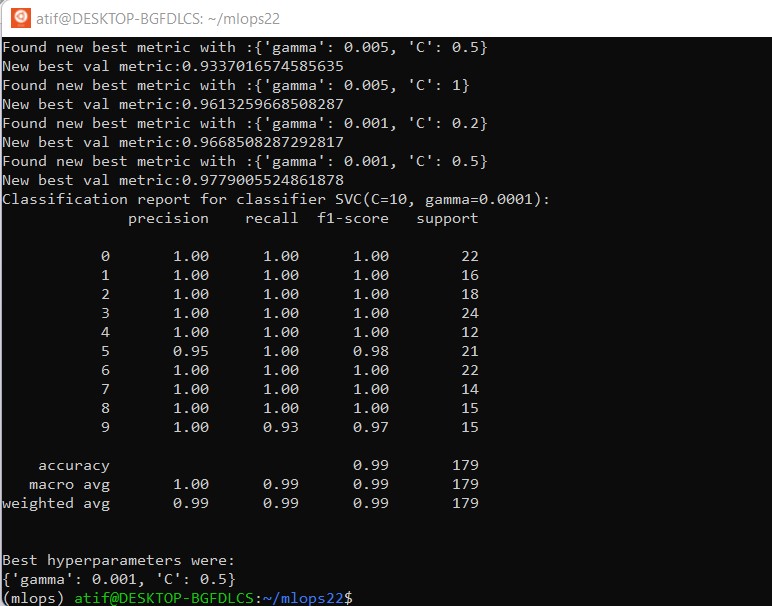 atif@DESKTOP-BGFDLCS: ~/mlops22
Found new best metric with :{'gamma': 0.005, 'C': 0.5}
New best val metric:0.9337016574585635
Found new best metric with :{'gamma': 0.005, 'C': 1}
New best val metric:0.9613259668508287
Found new best metric with :{'gamma': 0.001, 'C': 0.2}
New best val metric:0.9668508287292817
Found new best metric with :{'gamma': 0.001, 'C': 0.5}
New best val metric:0.9779005524861878
Classification report for classifier SVC(C=10, gamma=0.0001):
precision recall f1-score support
0 1.00 1.00 1.00 22
1 1.00 1.00 1.00 16
2 1.00 1.00 1.00 18
3 1.00 1.00 1.00 24
4 1.00 1.00 1.00 12
5 0.95 1.00 0.98 21
6 1.00 1.00 1.00 22
7 1.00 1.00 1.00 14
8 1.00 1.00 1.00 15
9 1.00 0.93 0.97 15
accuracy 0.99 179
macro avg 1.00 0.99 0.99 179
weighted avg 0.99 0.99 0.99 179
Best hyperparameters were:
{'gamma': 0.001, 'C': 0.5}
(mlops) atif@DESKTOP-BGFDLCS:~/mlops22$